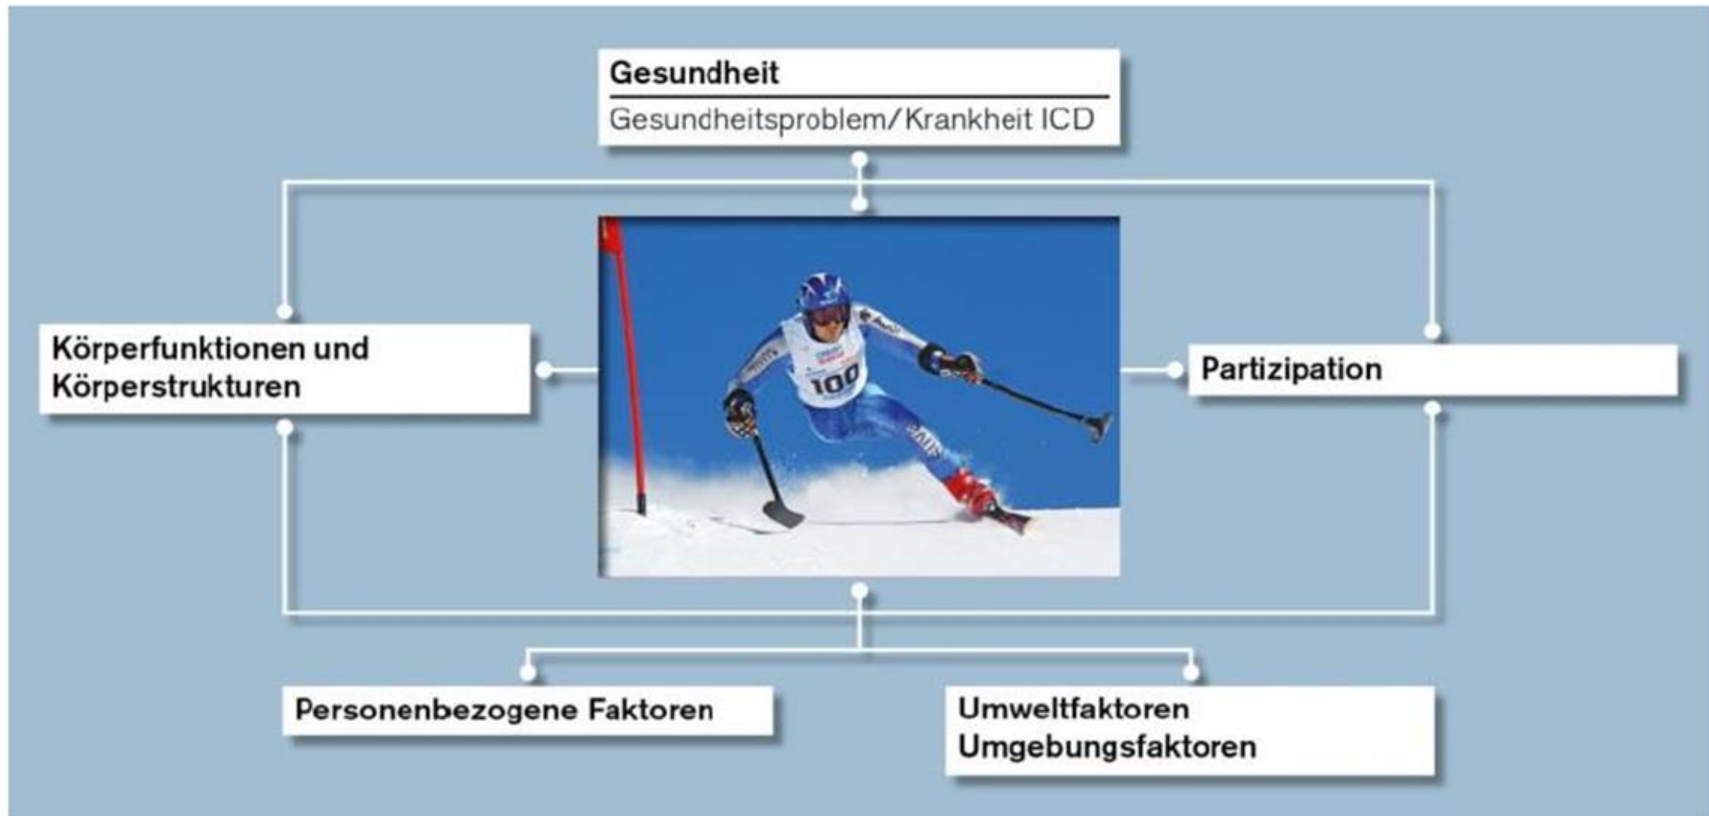 Gesundheit
Gesundheitsproblem/Krankheit ICD
Körperfunktionen und
Körperstrukturen
100
Partizipation
Personenbezogene Faktoren
Umweltfaktoren
Umgebungsfaktoren